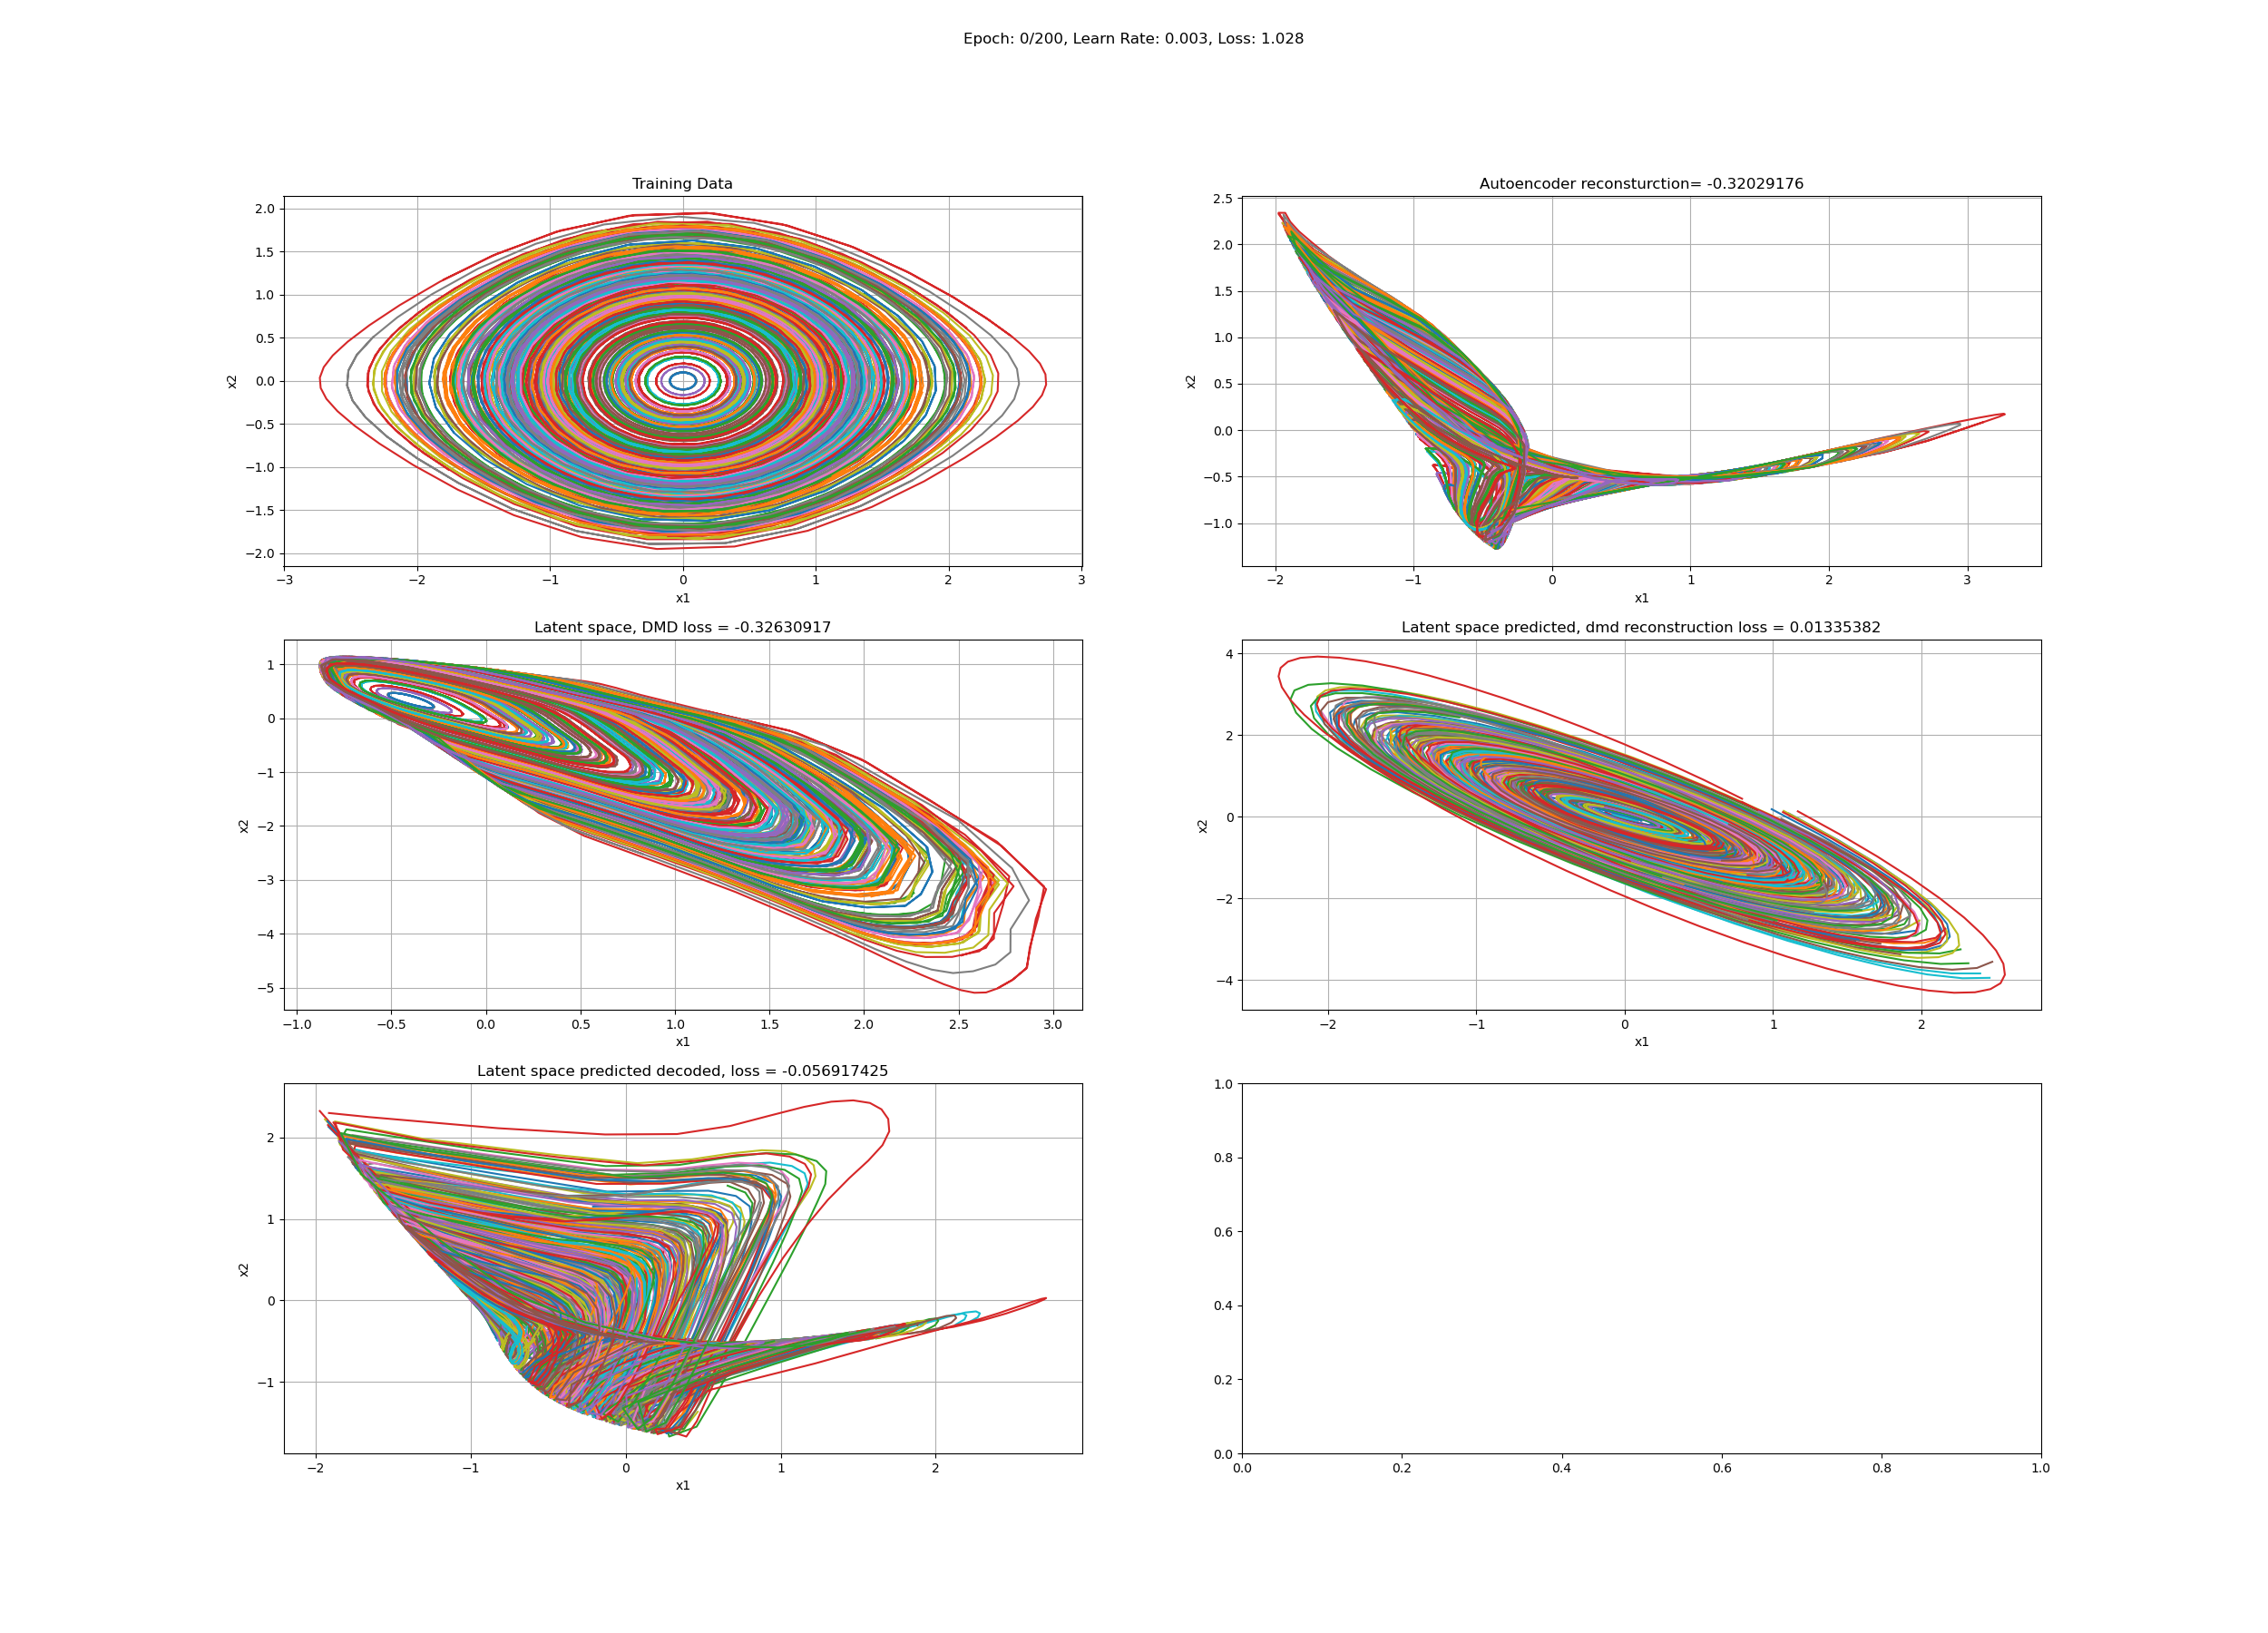 Epoch: 0/200, Learn Rate: 0.003, Loss: 1.028
Training Data
2.0
1.5
1.0
0.5
0.0
−0.5
−1.0
−1.5
−2.0
x2
−3 −2 −1 0 1 2 3
x1
Autoencoder reconsturction= -0.32029176
2.5
2.0
1.5
1.0
0.5
0.0
−0.5
−1.0
x2
−2 −1 0 1 2 3
x1
Latent space, DMD loss = -0.32630917
1
0
−1
−2
−3
−4
−5
x2
−1.0 −0.5 0.0 0.5 1.0 1.5 2.0 2.5 3.0
x1
Latent space predicted, dmd reconstruction loss = 0.01335382
4
2
0
−2
−4
x2
−2 −1 0 1 2
x1
Latent space predicted decoded, loss = -0.056917425
2
1
0
−1
x2
−2 −1 0 1 2
x1
1.0
0.8
0.6
0.4
0.2
0.0
0.0 0.2 0.4 0.6 0.8 1.0